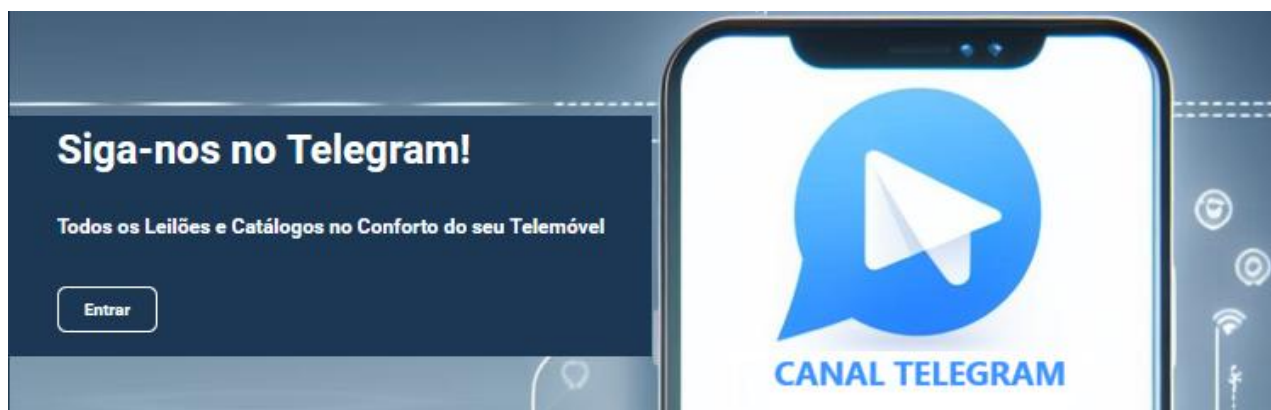 Siga-nos no Telegram!
Todos os Leilões e Catálogos no Conforto do seu Telemóvel
Entrar
CANAL TELEGRAM